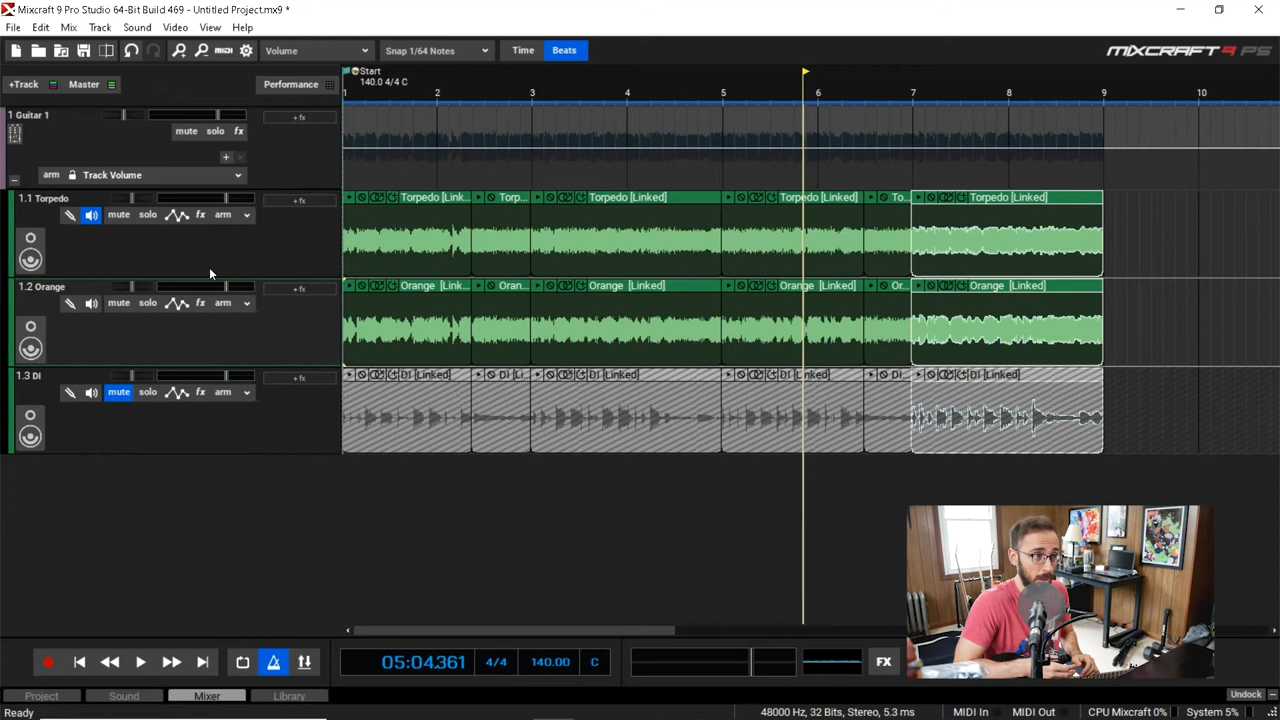 Mixcraft 9 Pro Studio 64-Bit Build 469 - Untitled Project.mx9 *
File Edit Mix Track Sound Video View Help
MIDI Volume Snap 1/64 Notes Time Beats MIXCRAFT 9 PS
+Track Master Performance
Start
140.0 4/4 C
1 2 3 4 5 6 7 8 9 10
1 Guitar 1
+ fx
mute solo fx
arm Track Volume
1.1 Torpedo
+ fx
mute solo fx arm
Torpedo [Link... Torp... Torpedo [Linked] Torpedo [Linked] To... Torpedo [Linked]
1.2 Orange
+ fx
mute solo fx arm
Orange [Link... Oran... Orange [Linked] Orange [Linked] Or... Orange [Linked]
1.3 DI
+ fx
mute solo fx arm
DI [Linked] DI [Li... DI [Linked] DI [Linked] DI... DI [Linked]
05:04.361 4/4 140.00 C FX
Project Sound Mixer Library Undock
Ready 48000 Hz, 32 Bits, Stereo, 5.3 ms MIDI In MIDI Out CPU Mixcraft 0% System 5%